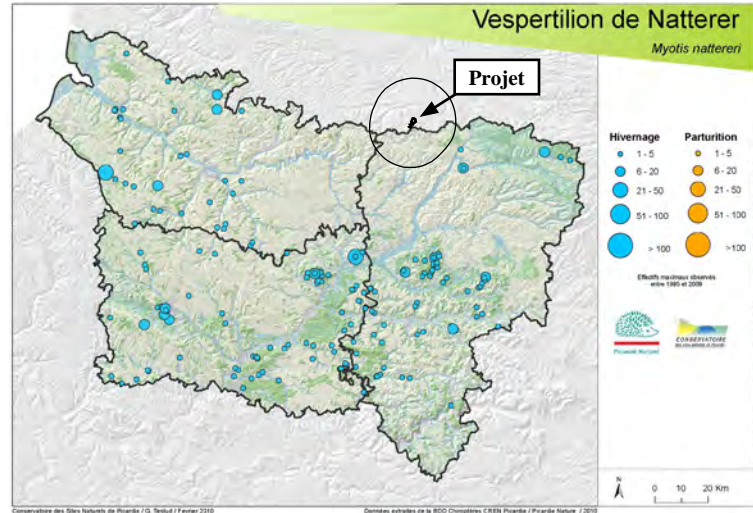 Vespertilion de Natterer
Myotis nattereri
Projet
Hivernage Parturition
1 - 5 1 - 5
6 - 20 6 - 20
21 - 50 21 - 50
51 - 100 51 - 100
> 100 >100
Effectifs maximaux observés
entre 1990 et 2009
Picardie Nature
CONSERVATOIRE
N
0 10 20 Km
Conservatoire des Sites Naturels de Picardie / G. Testud / Février 2010
Données extraites de la BDD Chiroptères CREN Picardie / Picardie Nature / 2010